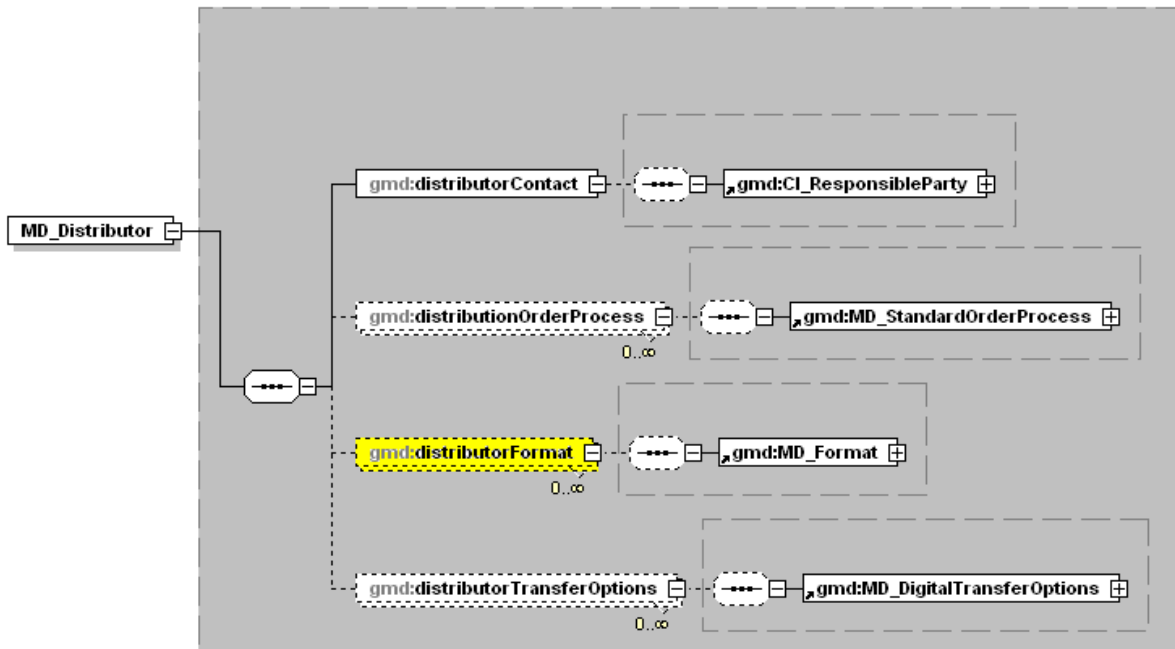 gmd:distributorContact
gmd:CI_ResponsibleParty
MD_Distributor
gmd:distributionOrderProcess
gmd:MD_StandardOrderProcess
0..∞
gmd:distributorFormat
gmd:MD_Format
0..∞
gmd:distributorTransferOptions
gmd:MD_DigitalTransferOptions
0..∞